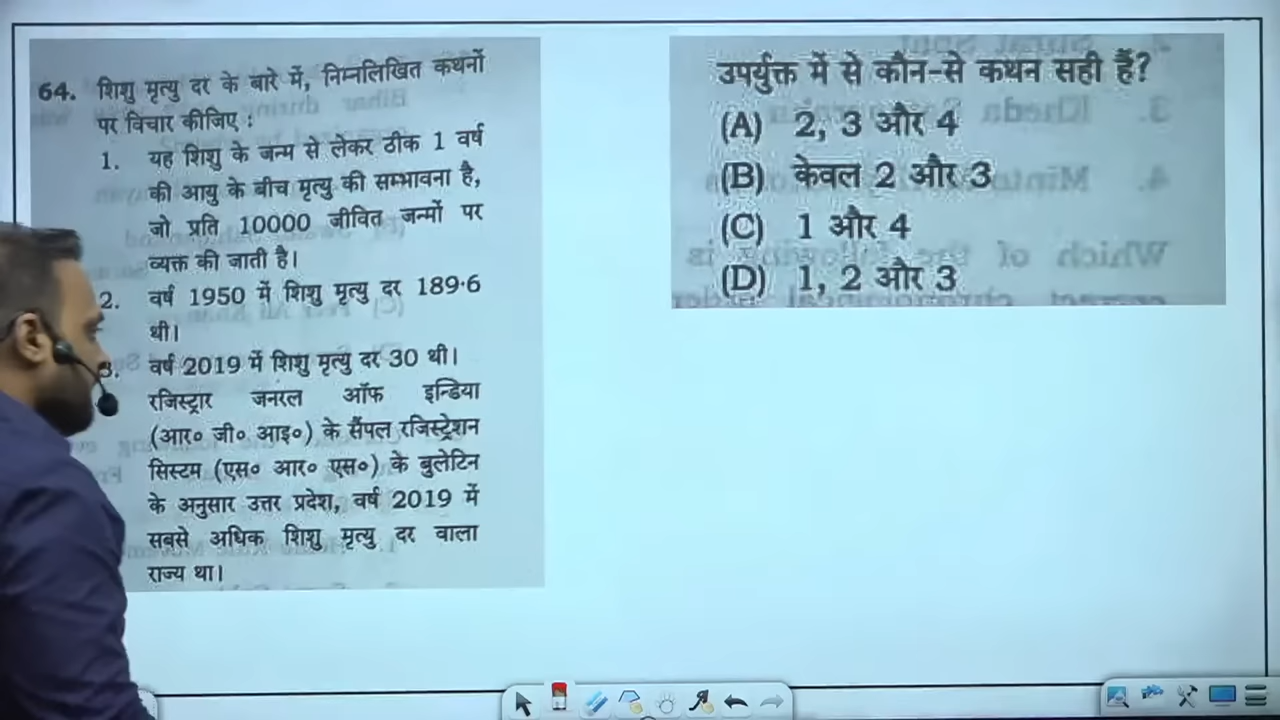 64. शिशु मृत्यु दर के बारे में, निम्नलिखित कथनों
पर विचार कीजिए :
1. यह शिशु के जन्म से लेकर ठीक 1 वर्ष
की आयु के बीच मृत्यु की सम्भावना है,
जो प्रति 10000 जीवित जन्मों पर
व्यक्त की जाती है।
2. वर्ष 1950 में शिशु मृत्यु दर 189·6
थी।
3. वर्ष 2019 में शिशु मृत्यु दर 30 थी।
रजिस्ट्रार जनरल ऑफ इन्डिया
(आर० जी० आइ०) के सैंपल रजिस्ट्रेशन
सिस्टम (एस० आर० एस०) के बुलेटिन
के अनुसार उत्तर प्रदेश, वर्ष 2019 में
सबसे अधिक शिशु मृत्यु दर वाला
राज्य था।
उपर्युक्त में से कौन-से कथन सही हैं?
(A) 2, 3 और 4
(B) केवल 2 और 3
(C) 1 और 4
(D) 1, 2 और 3